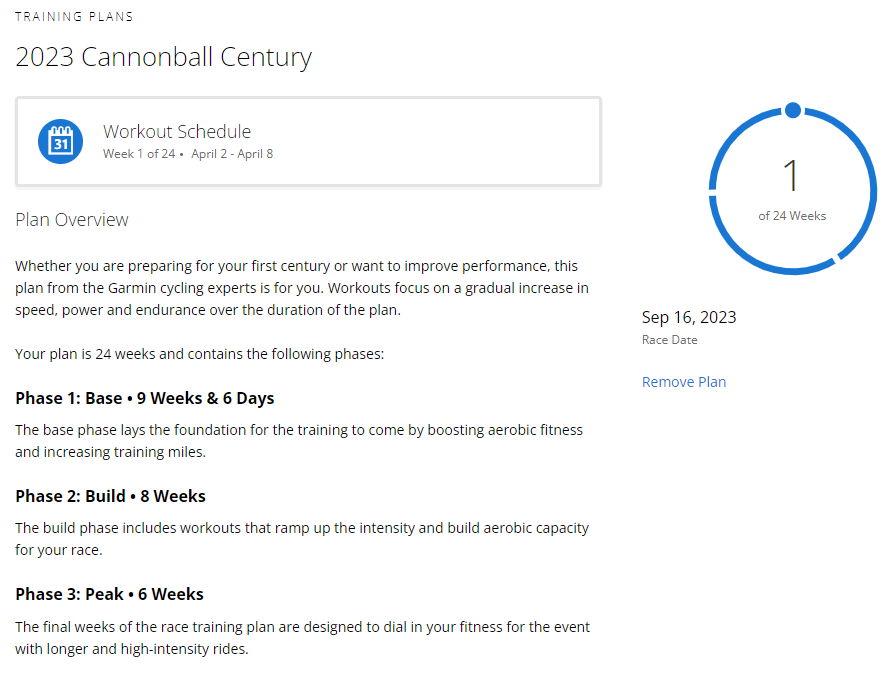 TRAINING PLANS
2023 Cannonball Century
31
Workout Schedule
Week 1 of 24 • April 2 - April 8
1
of 24 Weeks
Plan Overview
Whether you are preparing for your first century or want to improve performance, this
plan from the Garmin cycling experts is for you. Workouts focus on a gradual increase in
speed, power and endurance over the duration of the plan.
Sep 16, 2023
Race Date
Remove Plan
Your plan is 24 weeks and contains the following phases:
Phase 1: Base • 9 Weeks & 6 Days
The base phase lays the foundation for the training to come by boosting aerobic fitness
and increasing training miles.
Phase 2: Build • 8 Weeks
The build phase includes workouts that ramp up the intensity and build aerobic capacity
for your race.
Phase 3: Peak • 6 Weeks
The final weeks of the race training plan are designed to dial in your fitness for the event
with longer and high-intensity rides.